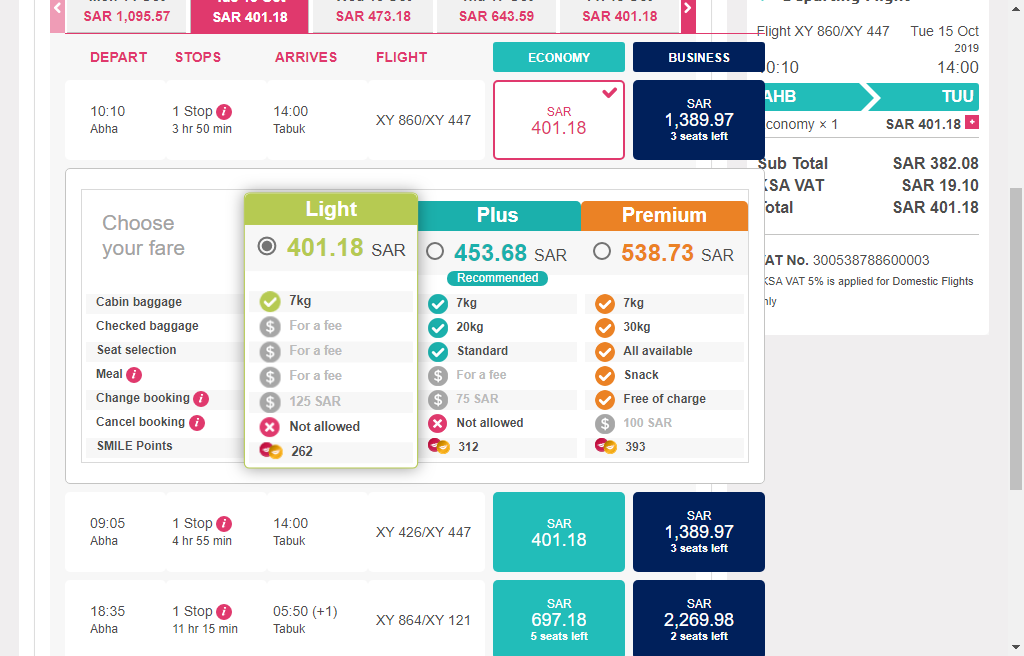 SAR 1,095.57
SAR 401.18
SAR 473.18
SAR 643.59
SAR 401.18
DEPART STOPS ARRIVES FLIGHT ECONOMY BUSINESS
10:10 1 Stop 14:00 XY 860/XY 447
Abha 3 hr 50 min Tabuk
SAR
401.18
SAR
1,389.97
3 seats left
Choose
your fare
Light Plus Premium
401.18 SAR 453.68 SAR 538.73 SAR
Recommended
Cabin baggage 7kg 7kg 7kg
Checked baggage For a fee 20kg 30kg
Seat selection For a fee Standard All available
Meal For a fee For a fee Snack
Change booking 125 SAR 75 SAR Free of charge
Cancel booking Not allowed Not allowed 100 SAR
SMILE Points 262 312 393
09:05 1 Stop 14:00 XY 426/XY 447
Abha 4 hr 55 min Tabuk
SAR
401.18
SAR
1,389.97
3 seats left
18:35 1 Stop 05:50 (+1) XY 864/XY 121
Abha 11 hr 15 min Tabuk
SAR
697.18
5 seats left
SAR
2,269.98
2 seats left
Flight XY 860/XY 447 Tue 15 Oct
2019
10:10 14:00
AHB TUU
Economy × 1 SAR 401.18
Sub Total SAR 382.08
KSA VAT SAR 19.10
Total SAR 401.18
VAT No. 300538788600003
KSA VAT 5% is applied for Domestic Flights
only